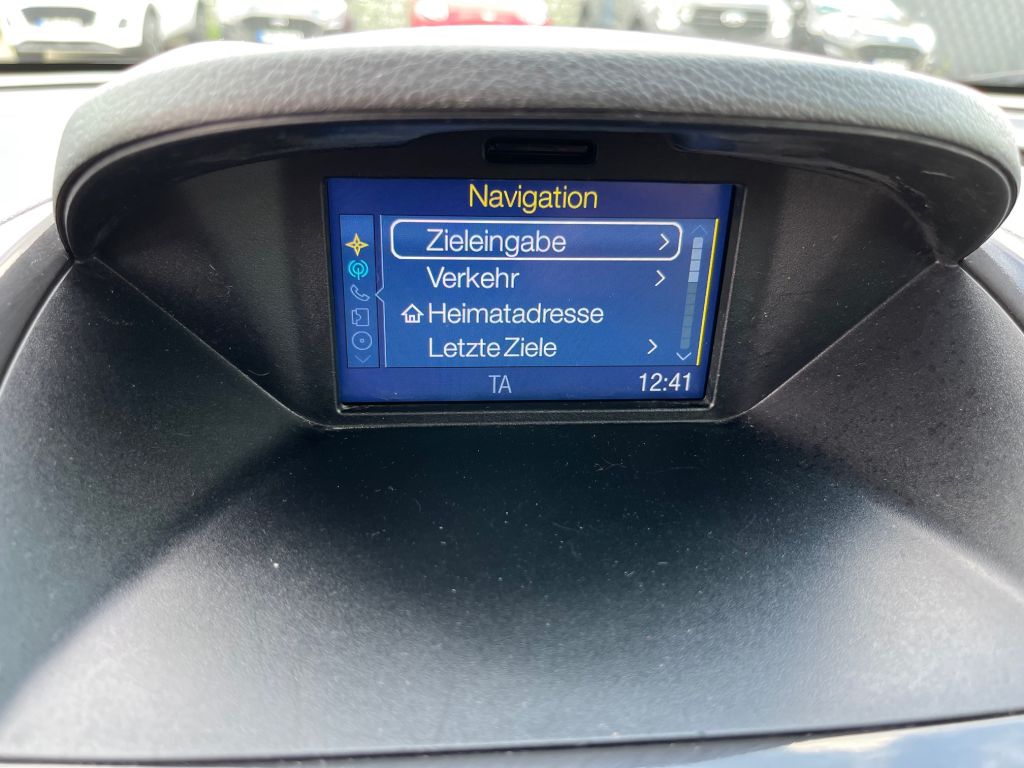 Navigation
Zieleingabe
Verkehr
Heimatadresse
Letzte Ziele
TA 12:41